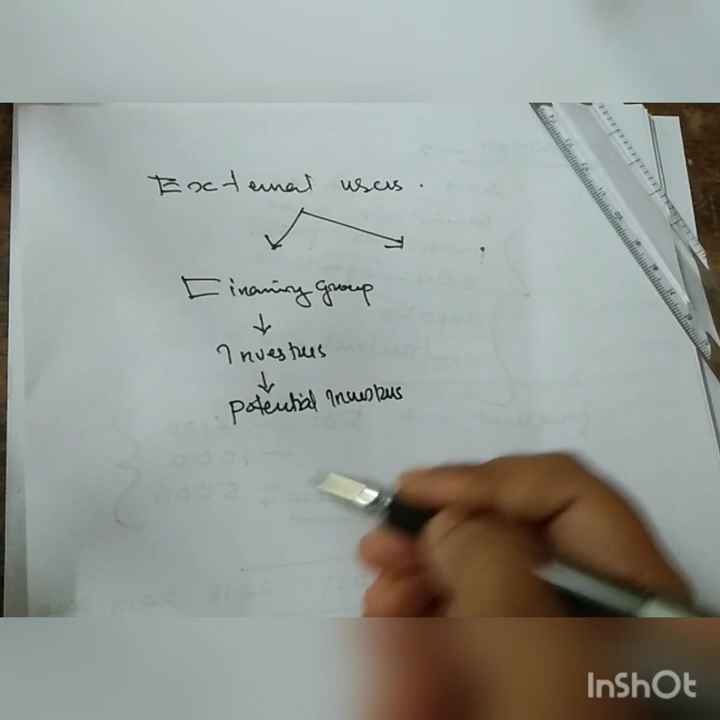 External users.
Financing group
Investors
Potential Investors
InShOt